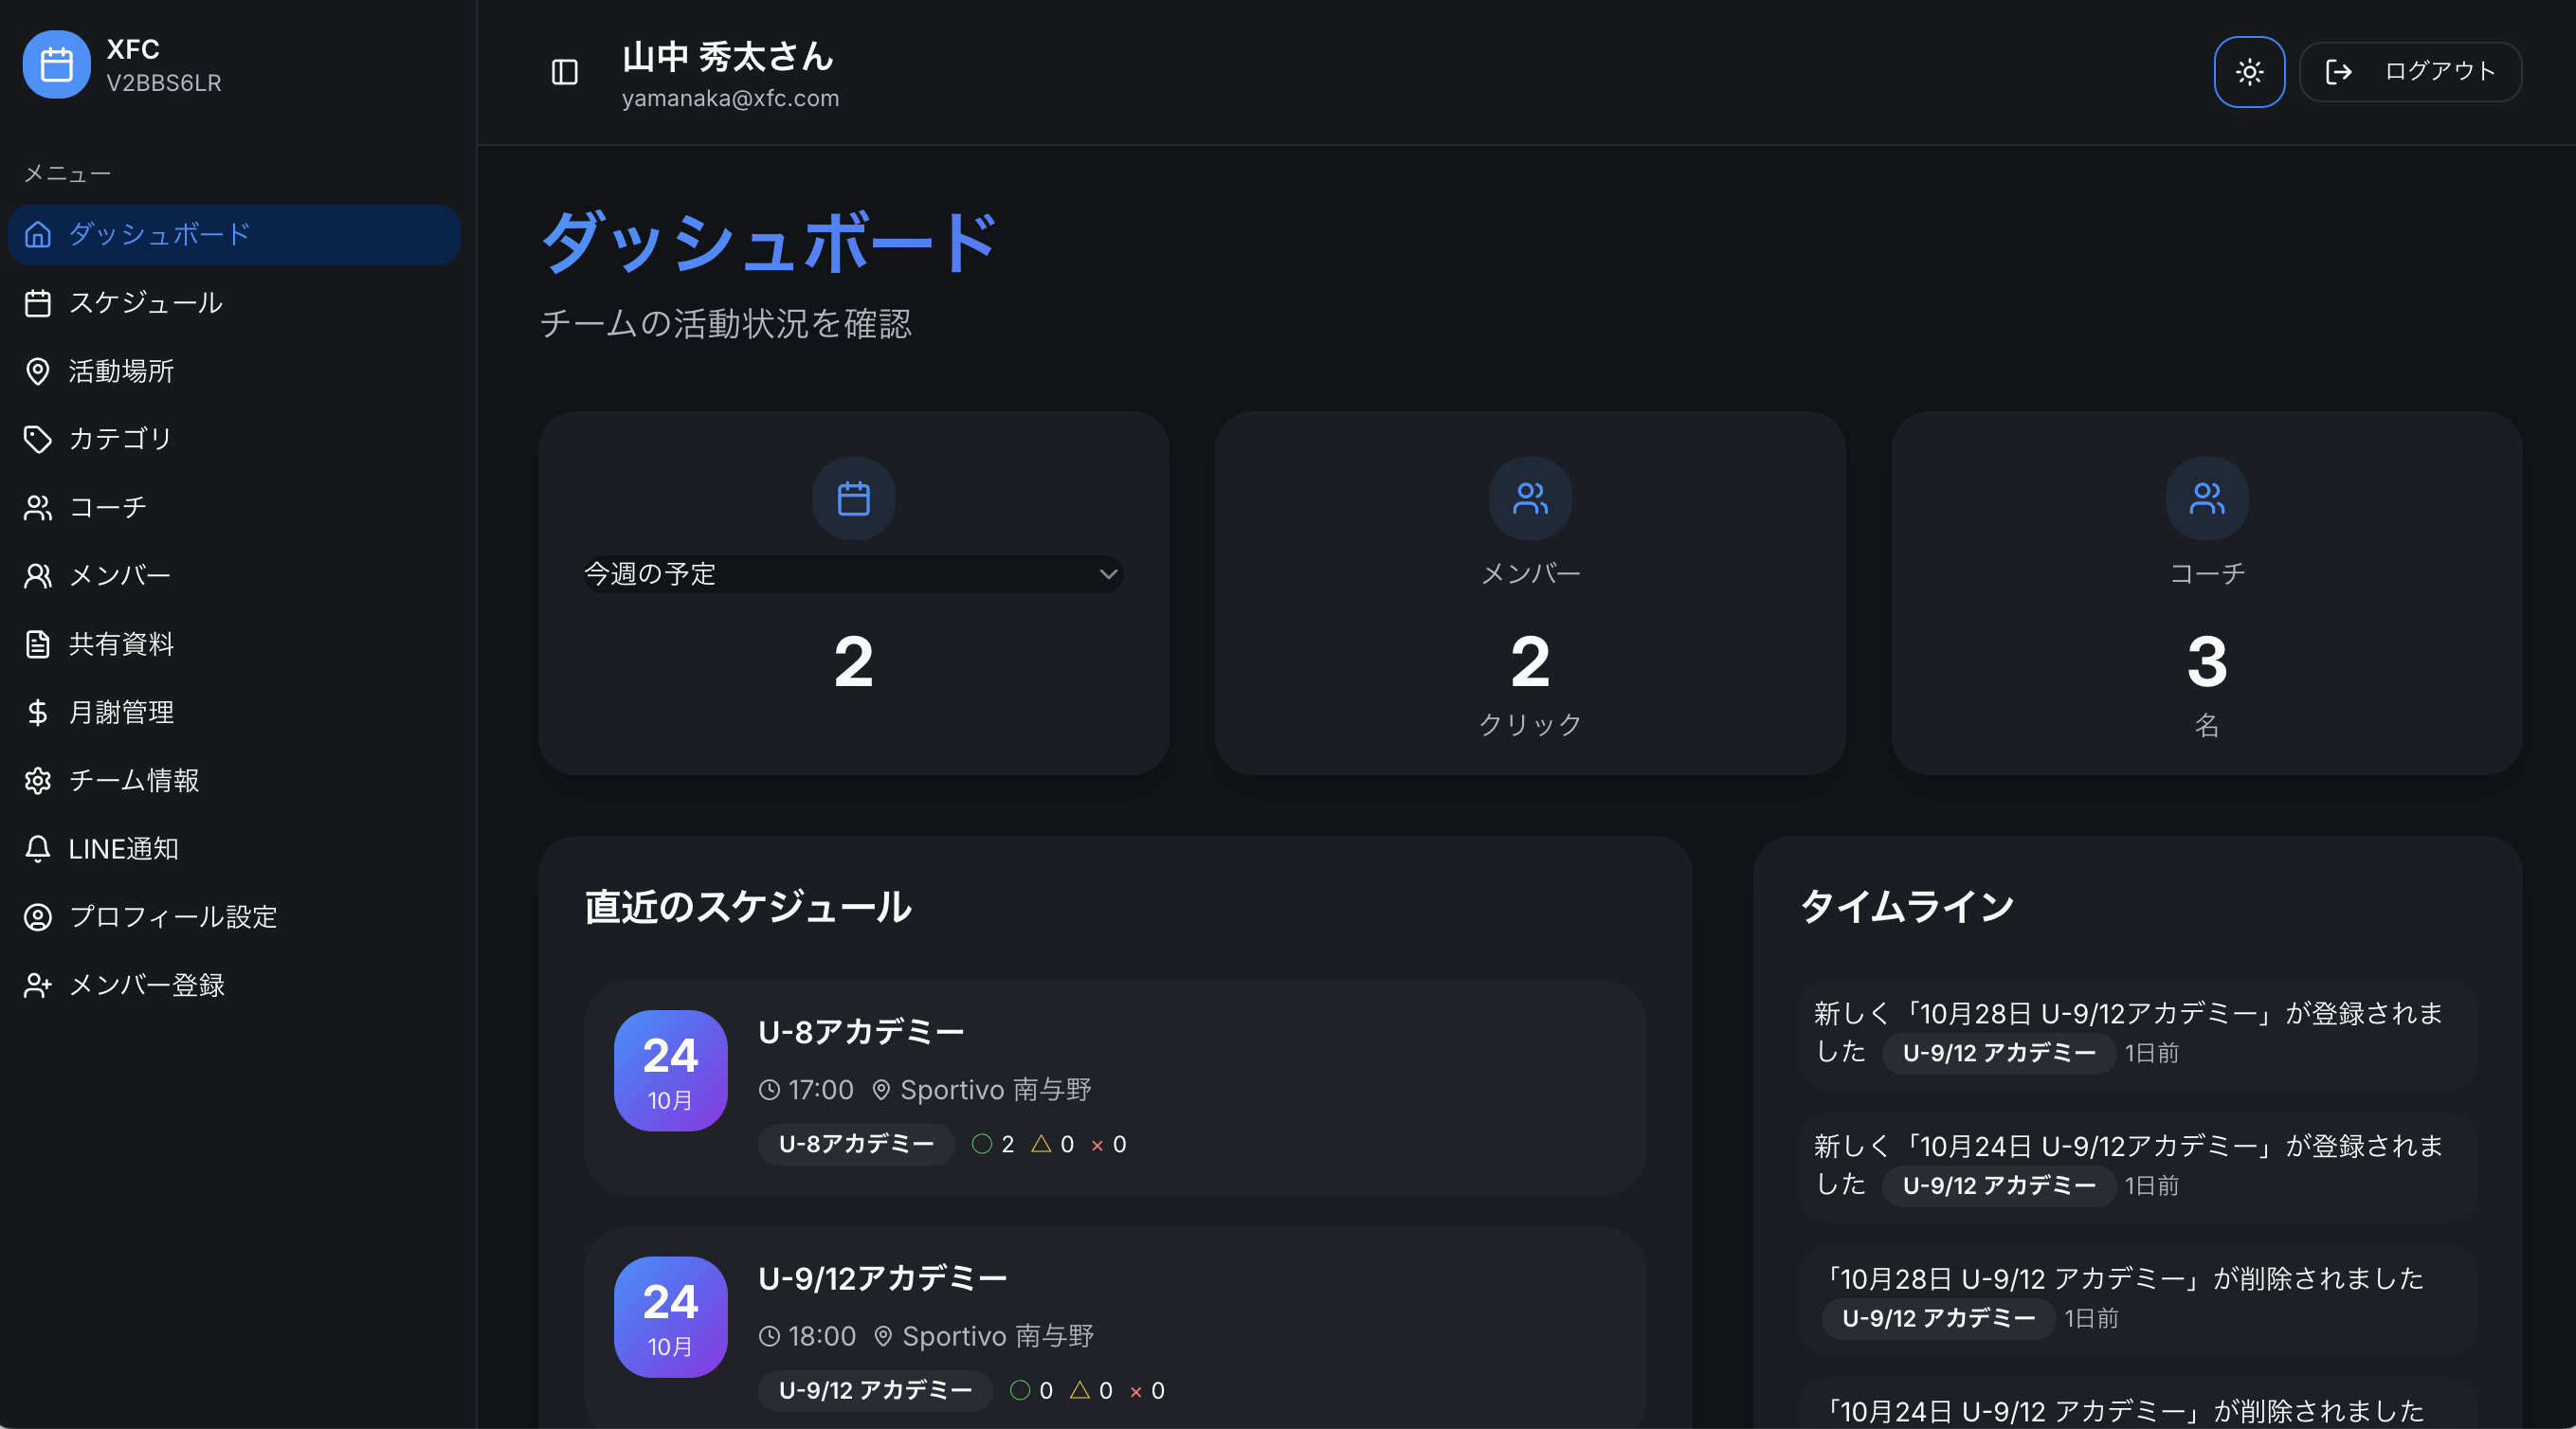 XFC
V2BBS6LR
メニュー
ダッシュボード
スケジュール
活動場所
カテゴリ
コーチ
メンバー
共有資料
月謝管理
チーム情報
LINE通知
プロフィール設定
メンバー登録
山中 秀太さん
yamanaka@xfc.com
ログアウト
ダッシュボード
チームの活動状況を確認
今週の予定
2
メンバー
2
クリック
コーチ
3
名
直近のスケジュール
24
10月
U-8アカデミー
17:00 Sportivo 南与野
U-8アカデミー ○ 2 △ 0 × 0
24
10月
U-9/12アカデミー
18:00 Sportivo 南与野
U-9/12 アカデミー ○ 0 △ 0 × 0
タイムライン
新しく「10月28日 U-9/12アカデミー」が登録されま
した U-9/12 アカデミー 1日前
新しく「10月24日 U-9/12アカデミー」が登録されま
した U-9/12 アカデミー 1日前
「10月28日 U-9/12 アカデミー」が削除されました
U-9/12 アカデミー 1日前
「10月24日 U-9/12 アカデミー」が削除されました